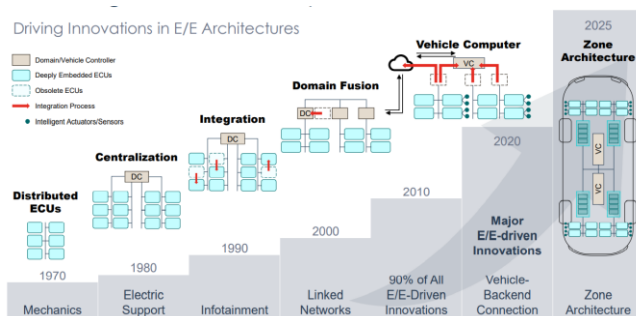 Driving Innovations in E/E Architectures
Domain/Vehicle Controller
Deeply Embedded ECUs
Obsolete ECUs
Integration Process
Intelligent Actuators/Sensors
Distributed
ECUs
Centralization
DC
Integration
DC
Domain Fusion
DC
Vehicle Computer
VC
2025
Zone
Architecture
VC
VC
1970
1980
1990
2000
2010
2020
Mechanics
Electric
Support
Infotainment
Linked
Networks
90% of All
E/E-Driven
Innovations
Major
E/E-driven
Innovations
Vehicle-
Backend
Connection
Zone
Architecture